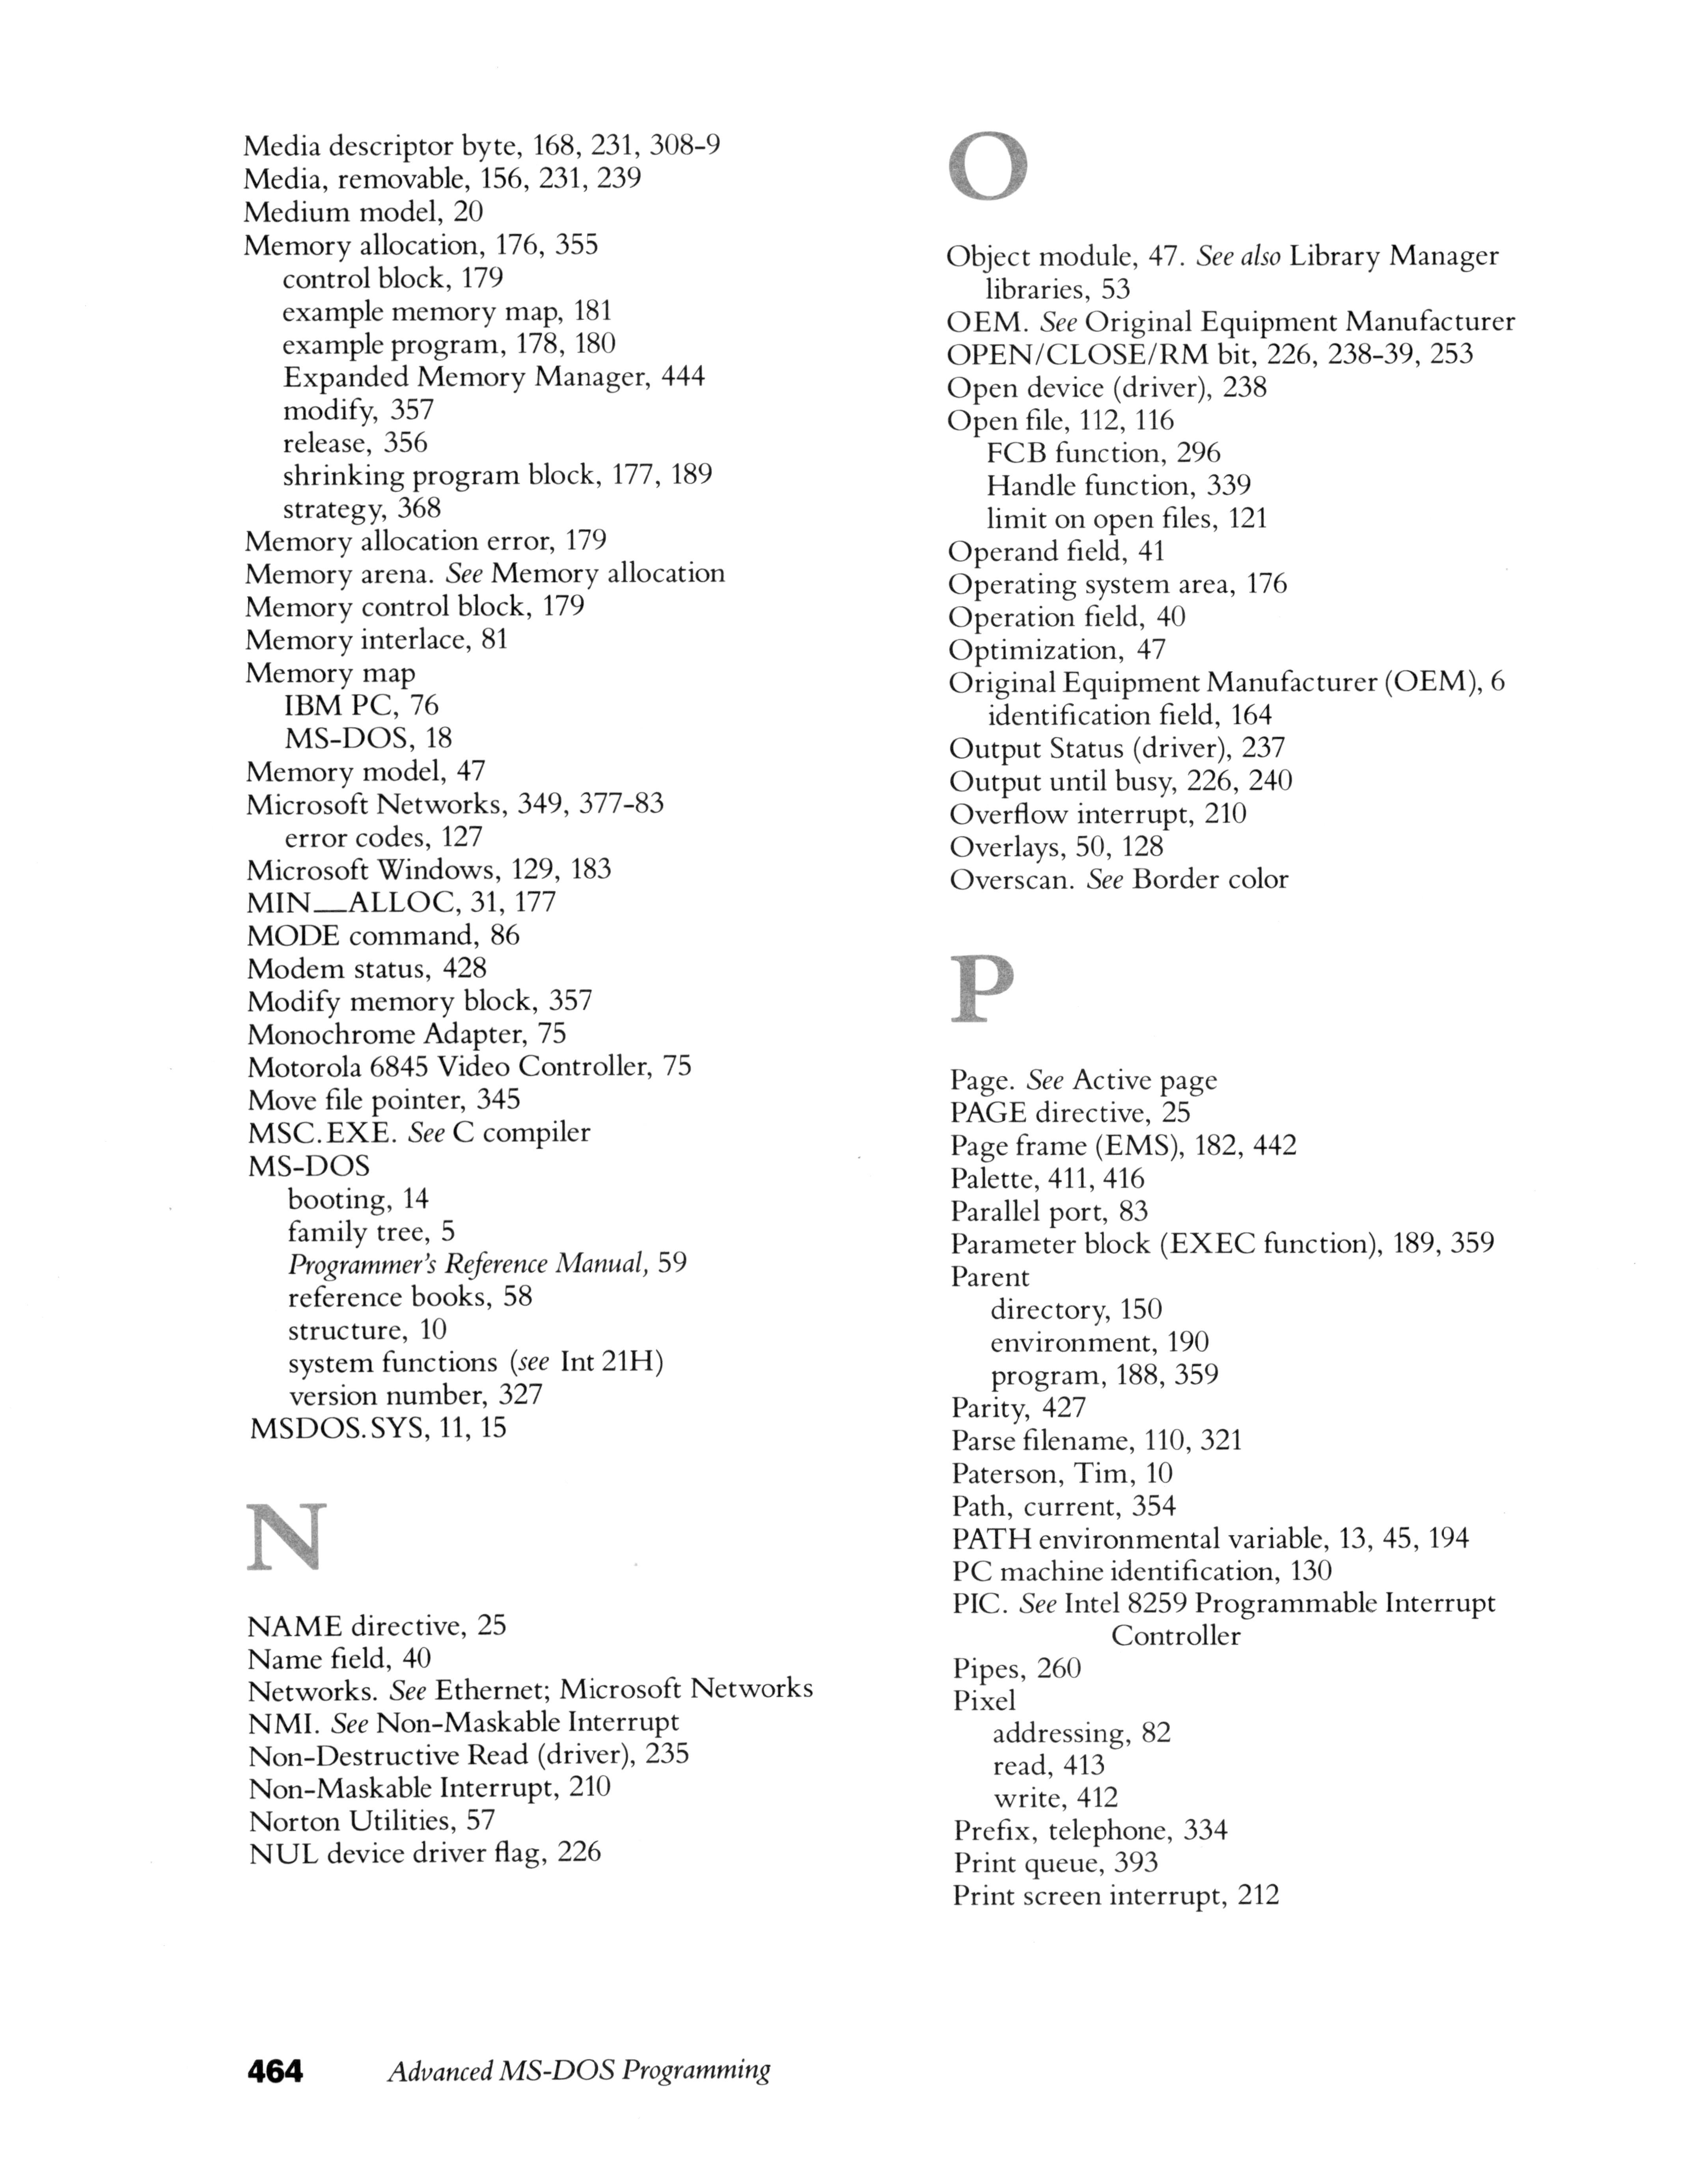 Media descriptor byte, 168, 231, 308–9
Media, removable, 156, 231, 239
Medium model, 20
Memory allocation, 176, 355
control block, 179
example memory map, 181
example program, 178, 180
Expanded Memory Manager, 444
modify, 357
release, 356
shrinking program block, 177, 189
strategy, 368
Memory allocation error, 179
Memory arena. See Memory allocation
Memory control block, 179
Memory interlace, 81
Memory map
IBM PC, 76
MS-DOS, 18
Memory model, 47
Microsoft Networks, 349, 377–83
error codes, 127
Microsoft Windows, 129, 183
MIN__ALLOC, 31, 177
MODE command, 86
Modem status, 428
Modify memory block, 357
Monochrome Adapter, 75
Motorola 6845 Video Controller, 75
Move file pointer, 345
MSC.EXE. See C compiler
MS-DOS
booting, 14
family tree, 5
Programmer's Reference Manual, 59
reference books, 58
structure, 10
system functions (see Int 21H)
version number, 327
MSDOS.SYS, 11, 15
N
NAME directive, 25
Name field, 40
Networks. See Ethernet; Microsoft Networks
NMI. See Non-Maskable Interrupt
Non-Destructive Read (driver), 235
Non-Maskable Interrupt, 210
Norton Utilities, 57
NUL device driver flag, 226
O
Object module, 47. See also Library Manager
libraries, 53
OEM. See Original Equipment Manufacturer
OPEN/CLOSE/RM bit, 226, 238–39, 253
Open device (driver), 238
Open file, 112, 116
FCB function, 296
Handle function, 339
limit on open files, 121
Operand field, 41
Operating system area, 176
Operation field, 40
Optimization, 47
Original Equipment Manufacturer (OEM), 6
identification field, 164
Output Status (driver), 237
Output until busy, 226, 240
Overflow interrupt, 210
Overlays, 50, 128
Overscan. See Border color
P
Page. See Active page
PAGE directive, 25
Page frame (EMS), 182, 442
Palette, 411, 416
Parallel port, 83
Parameter block (EXEC function), 189, 359
Parent
directory, 150
environment, 190
program, 188, 359
Parity, 427
Parse filename, 110, 321
Paterson, Tim, 10
Path, current, 354
PATH environmental variable, 13, 45, 194
PC machine identification, 130
PIC. See Intel 8259 Programmable Interrupt
Controller
Pipes, 260
Pixel
addressing, 82
read, 413
write, 412
Prefix, telephone, 334
Print queue, 393
Print screen interrupt, 212
464 Advanced MS-DOS Programming